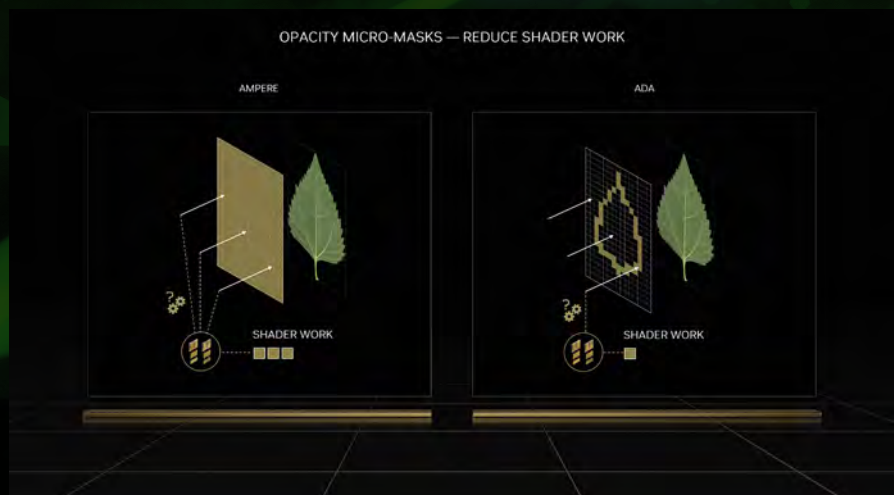 OPACITY MICRO-MASKS — REDUCE SHADER WORK
AMPERE
ADA
?
SHADER WORK
?
SHADER WORK